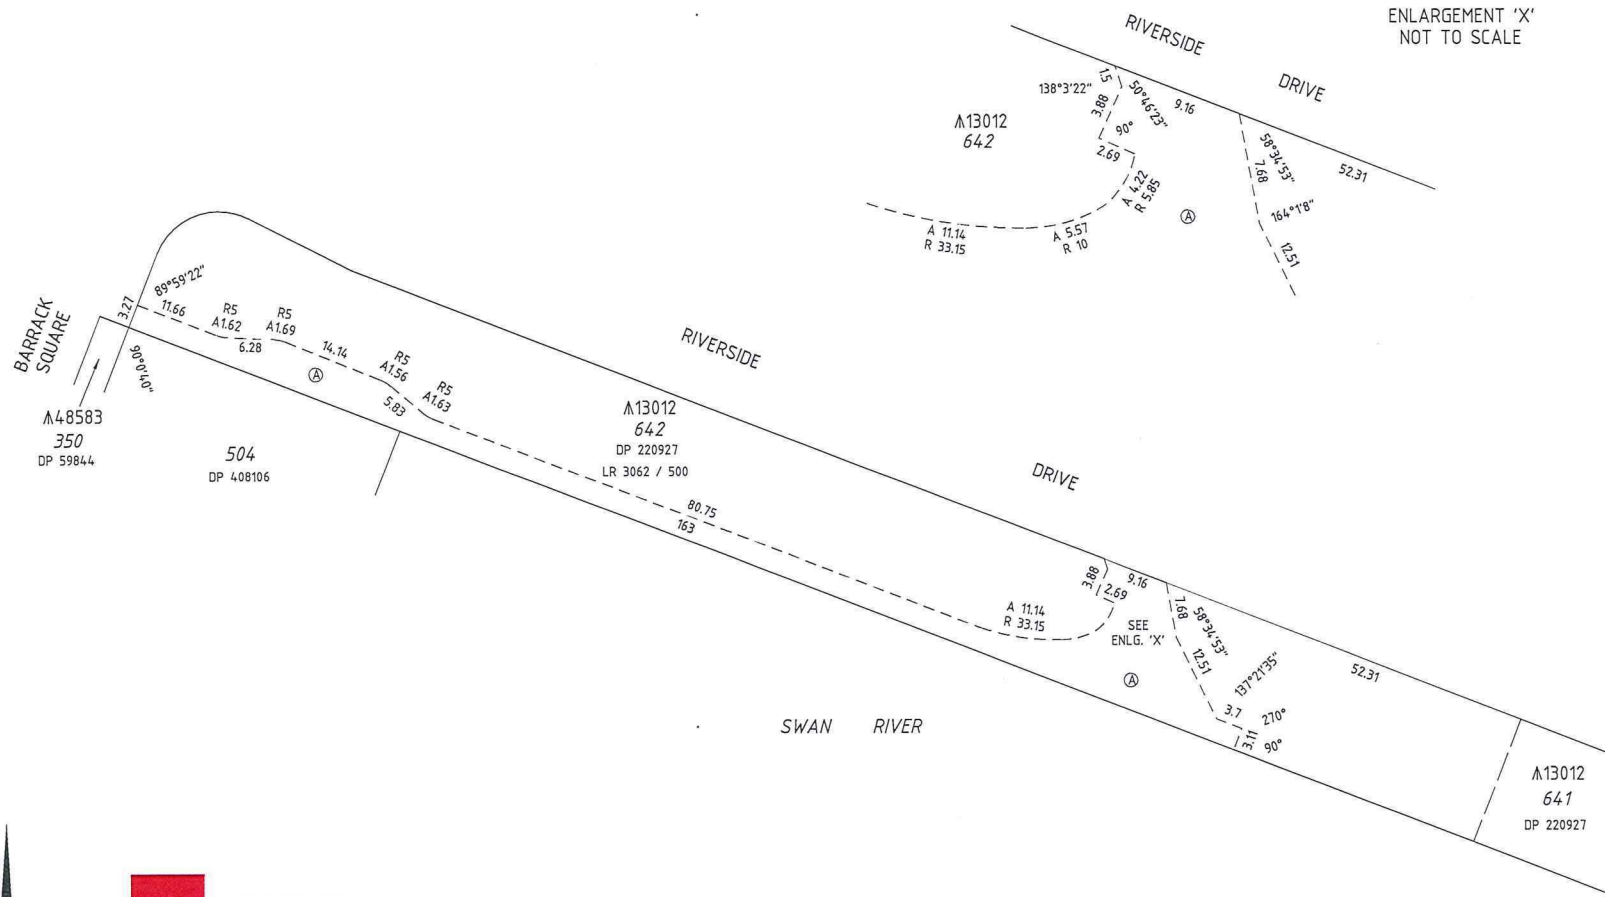 ENLARGEMENT 'X'
NOT TO SCALE
RIVERSIDE
DRIVE
1.5
138°3'22"
3.88
50°46'23"
9.16
90°
2.69
13012
642
58°34'53"
7.68
52.31
A 4.22
R 5.85
A
164°1'8"
12.51
A 11.14
R 33.15
A 5.57
R 10
BARRACK
SQUARE
3.27
89°59'22"
11.66
R5
A1.62
R5
A1.69
6.28
14.14
R5
A1.56
R5
A1.63
5.83
90°0'40"
A
RIVERSIDE
DRIVE
48583
350
DP 59844
504
DP 408106
13012
642
DP 220927
LR 3062 / 500
80.75
163
3.88
9.16
2.69
A 11.14
R 33.15
SEE
ENLG. 'X'
7.68
58°34'53"
12.51
137°21'35"
52.31
A
3.7
270°
3.11
90°
SWAN RIVER
13012
641
DP 220927